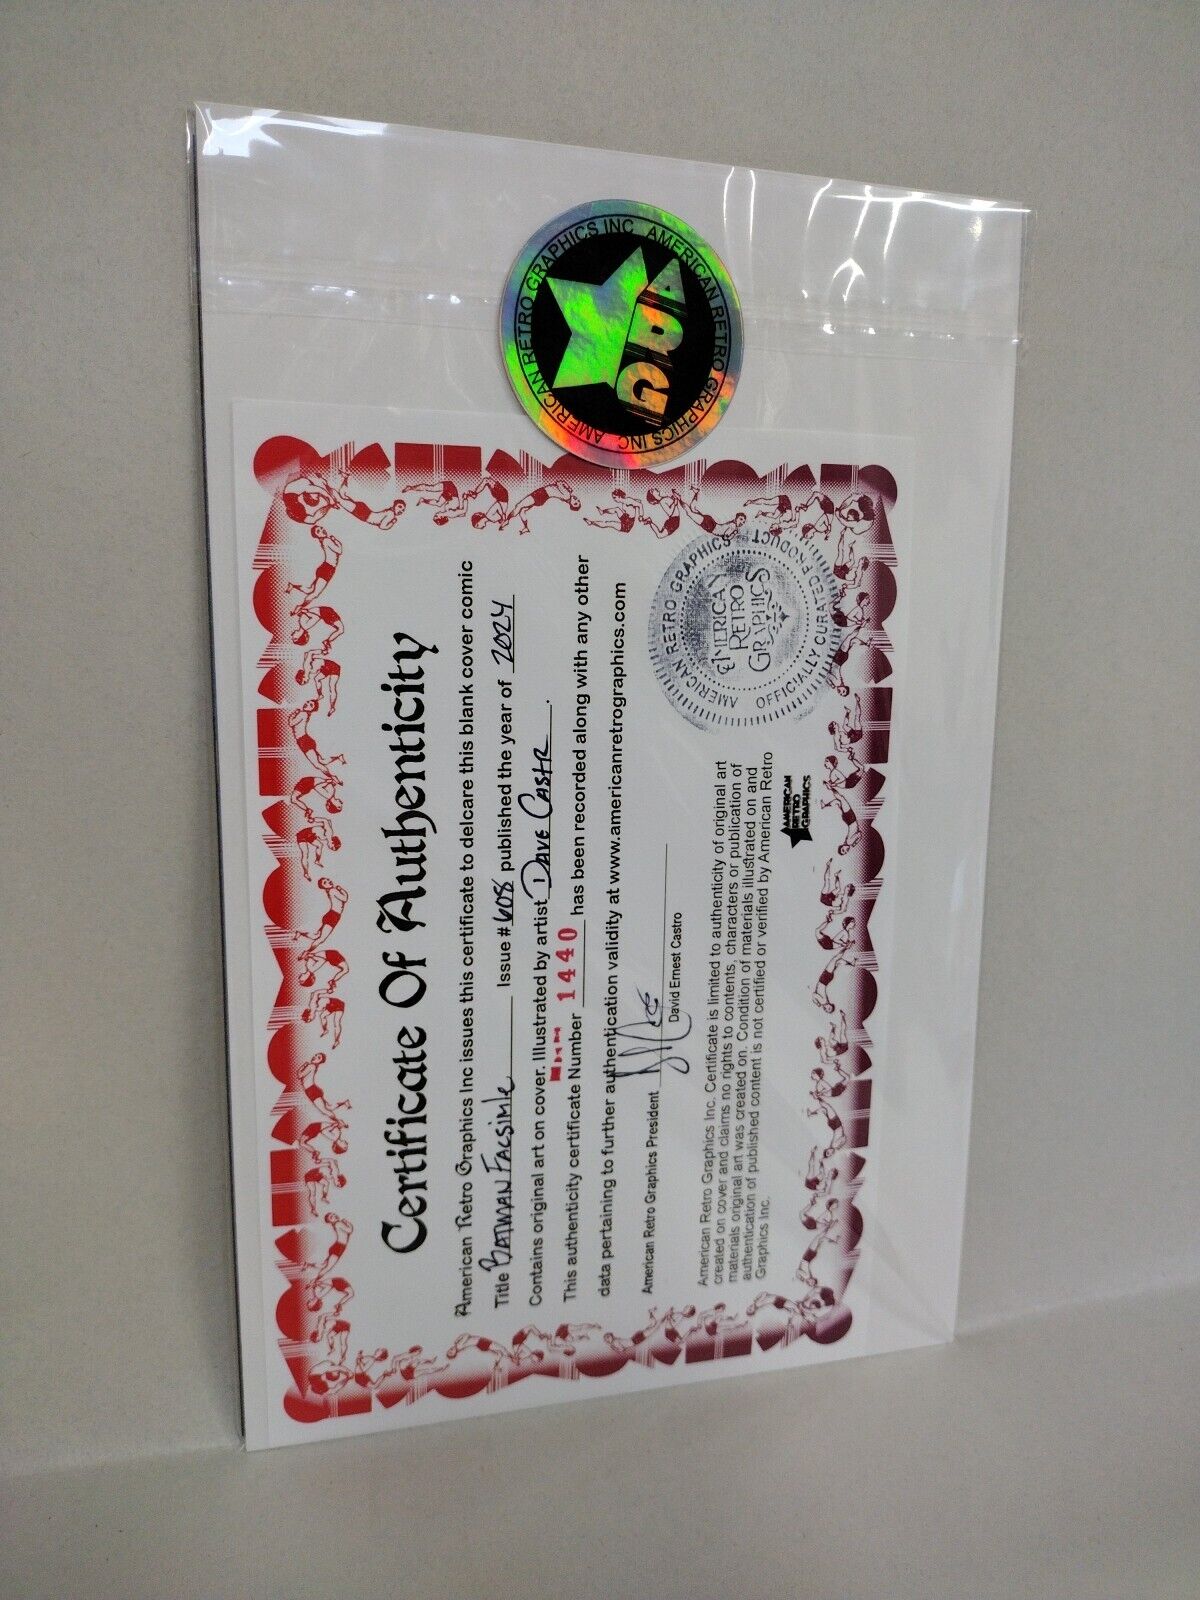 AMERICAN RETRO GRAPHICS INC AMERICAN RETRO GRAPHICS INC
Certificate Of Authenticity
American Retro Graphics Inc issues this certificate to delcare this blank cover comic
Title BATMAN FACSIMILE Issue # 608 published the year of 2024
Contains original art on cover. Illustrated by artist DAVE CASTR.
This authenticity certificate Number 1440 has been recorded along with any other
data pertaining to further authentication validity at www.americanretrographics.com
American Retro Graphics President
David Ernest Castro
AMERICAN RETRO GRAPHICS
AMERICAN
RETRO
GRAPHICS
OFFICIALLY CURATED PRODUCT
American Retro Graphics Inc. Certificate is limited to authenticity of original art
created on cover and claims no rights to contents, characters or publication of
materials original art was created on. Condition of materials illustrated on and
authentication of published content is not certified or verified by American Retro
Graphics Inc.
AMERICAN
RETRO
GRAPHICS